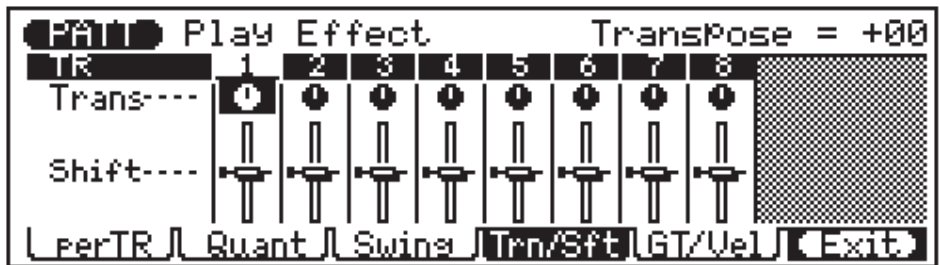 PATT Play Effect Transpose = +00
TR 1 2 3 4 5 6 7 8
Trans----
Shift----
perTR Quant Swing Trn/Sft GT/Vel Exit